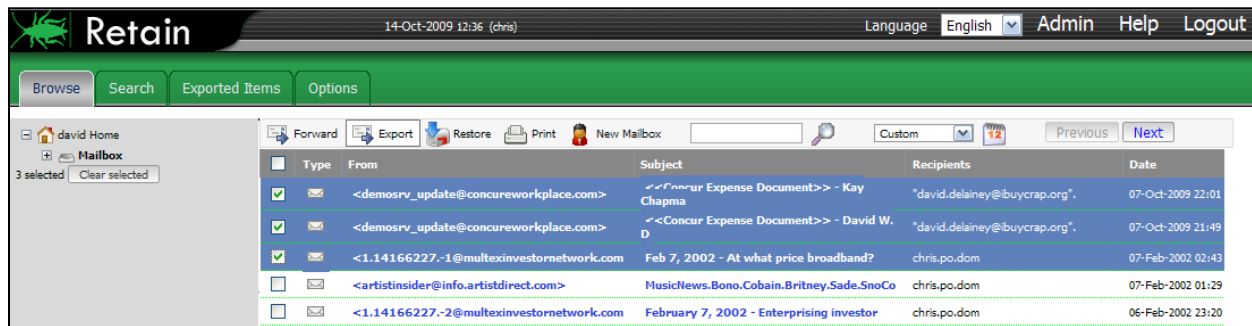 Retain
14-Oct-2009 12:36 (chris)
Language English Admin Help Logout
Browse Search Exported Items Options
david Home
Mailbox
3 selected Clear selected
Forward Export Restore Print New Mailbox Custom 12 Previous Next
Type From Subject Recipients Date
<demosrv_update@concureworkplace.com> <<Concur Expense Document>> - Kay Chapma "david.delainey@ibuycrap.org". 07-Oct-2009 22:01
<demosrv_update@concureworkplace.com> <<Concur Expense Document>> - David W. D "david.delainey@ibuycrap.org". 07-Oct-2009 21:49
<1.14166227.-1@multexinvestornetwork.com Feb 7, 2002 - At what price broadband? chris.po.dom 07-Feb-2002 02:43
<artistinsider@info.artistdirect.com> MusicNews.Bono.Cobain.Britney.Sade.SnoCo chris.po.dom 07-Feb-2002 01:29
<1.14166227.-2@multexinvestornetwork.com February 7, 2002 - Enterprising investor chris.po.dom 06-Feb-2002 23:20